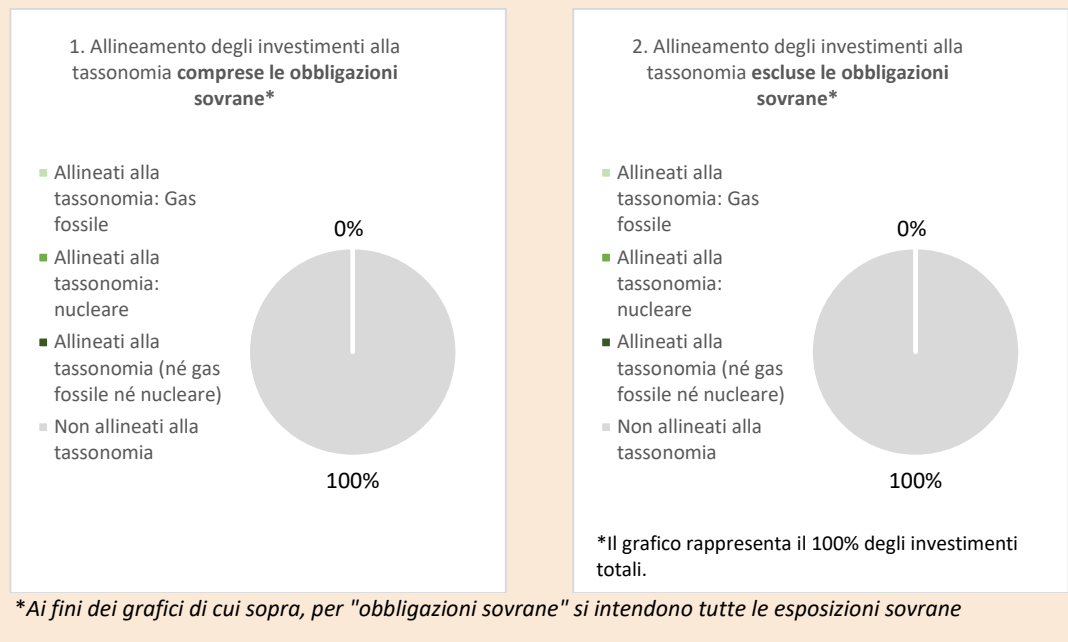 1. Allineamento degli investimenti alla
tassonomia comprese le obbligazioni
sovrane*
Allineati alla
tassonomia: Gas
fossile
Allineati alla
tassonomia:
nucleare
Allineati alla
tassonomia (né gas
fossile né nucleare)
Non allineati alla
tassonomia
0%
100%
2. Allineamento degli investimenti alla
tassonomia escluse le obbligazioni
sovrane*
Allineati alla
tassonomia: Gas
fossile
Allineati alla
tassonomia:
nucleare
Allineati alla
tassonomia (né gas
fossile né nucleare)
Non allineati alla
tassonomia
0%
100%
*Il grafico rappresenta il 100% degli investimenti
totali.
*Ai fini dei grafici di cui sopra, per "obbligazioni sovrane" si intendono tutte le esposizioni sovrane